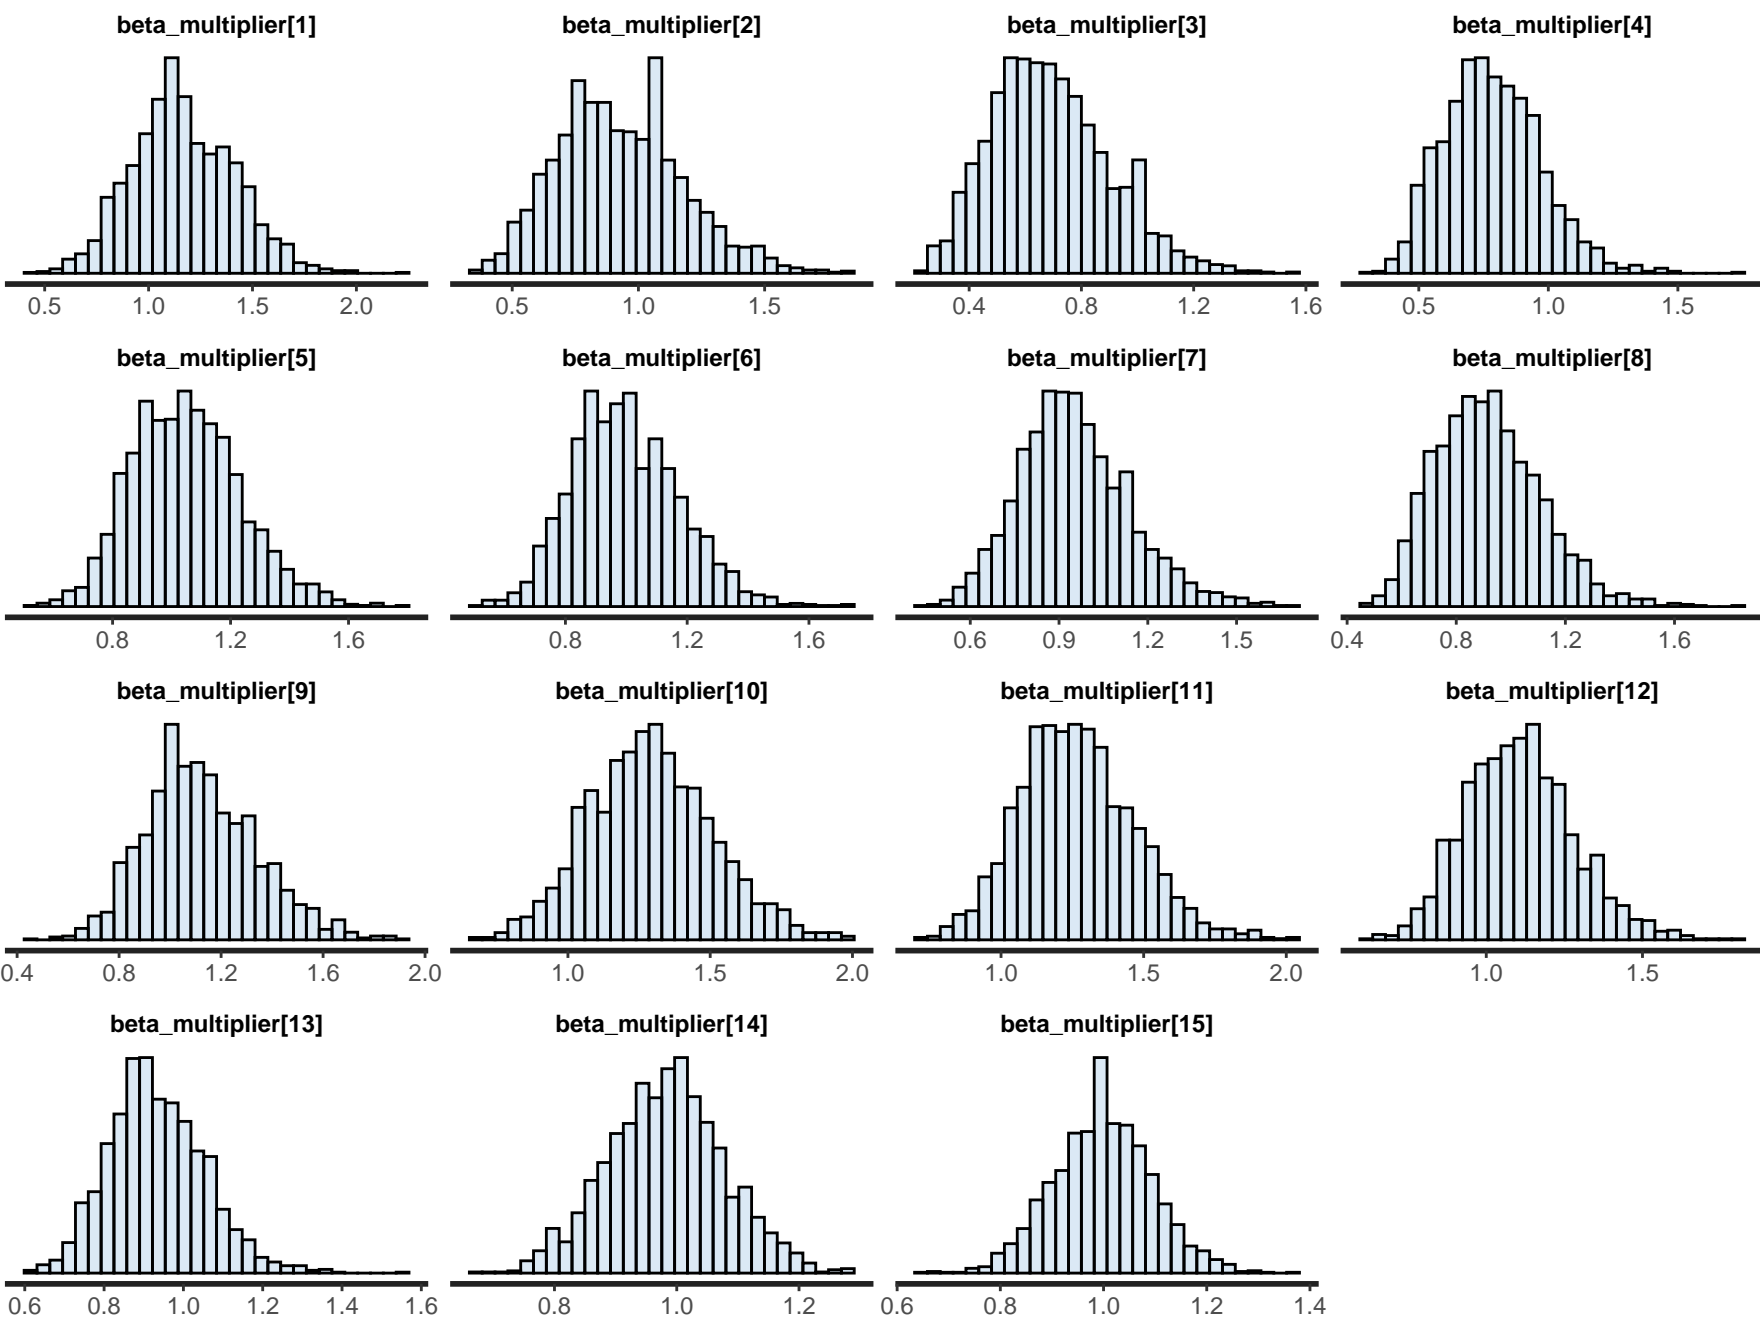 beta_multiplier[1] beta_multiplier[2] beta_multiplier[3] beta_multiplier[4]
0.5 1.0 1.5 2.0 0.5 1.0 1.5 0.4 0.8 1.2 1.6 0.5 1.0 1.5
beta_multiplier[5] beta_multiplier[6] beta_multiplier[7] beta_multiplier[8]
0.8 1.2 1.6 0.8 1.2 1.6 0.6 0.9 1.2 1.5 0.4 0.8 1.2 1.6
beta_multiplier[9] beta_multiplier[10] beta_multiplier[11] beta_multiplier[12]
0.4 0.8 1.2 1.6 2.0 1.0 1.5 2.0 1.0 1.5 2.0 1.0 1.5
beta_multiplier[13] beta_multiplier[14] beta_multiplier[15]
0.6 0.8 1.0 1.2 1.4 1.6 0.8 1.0 1.2 0.6 0.8 1.0 1.2 1.4